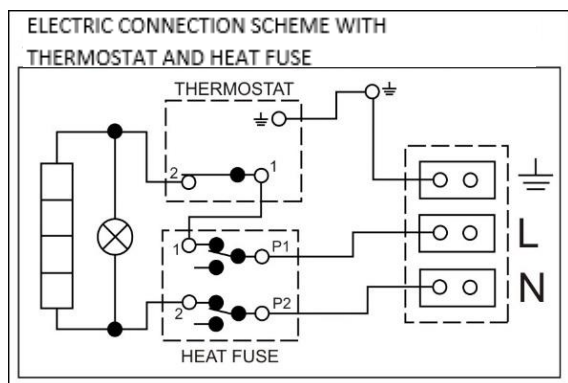 ELECTRIC CONNECTION SCHEME WITH
THERMOSTAT AND HEAT FUSE
THERMOSTAT
2 1
1 P1
L
2 P2
N
HEAT FUSE